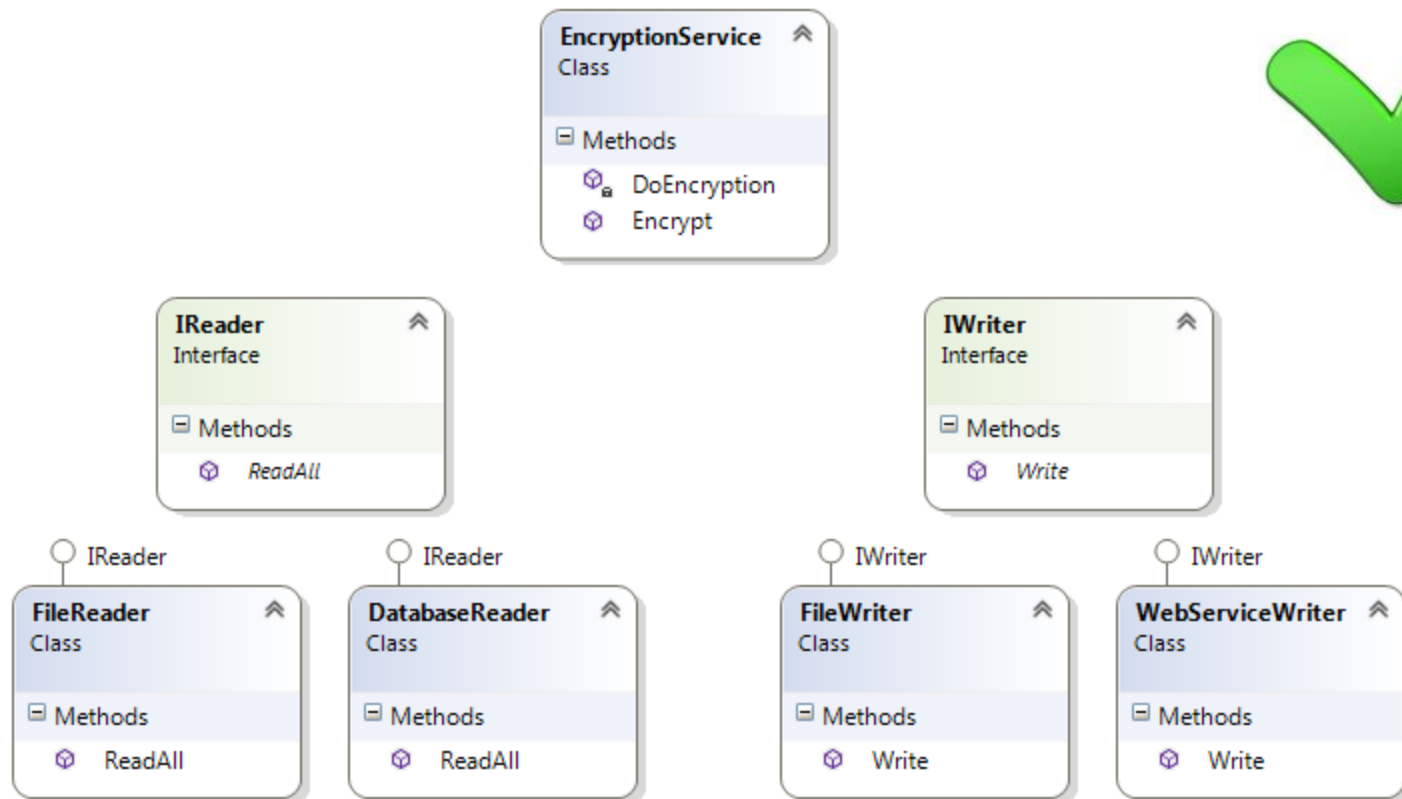 EncryptionService
Class
Methods
DoEncryption
Encrypt
IReader
Interface
Methods
ReadAll
IWriter
Interface
Methods
Write
IReader
FileReader
Class
Methods
ReadAll
IReader
DatabaseReader
Class
Methods
ReadAll
IWriter
FileWriter
Class
Methods
Write
IWriter
WebServiceWriter
Class
Methods
Write